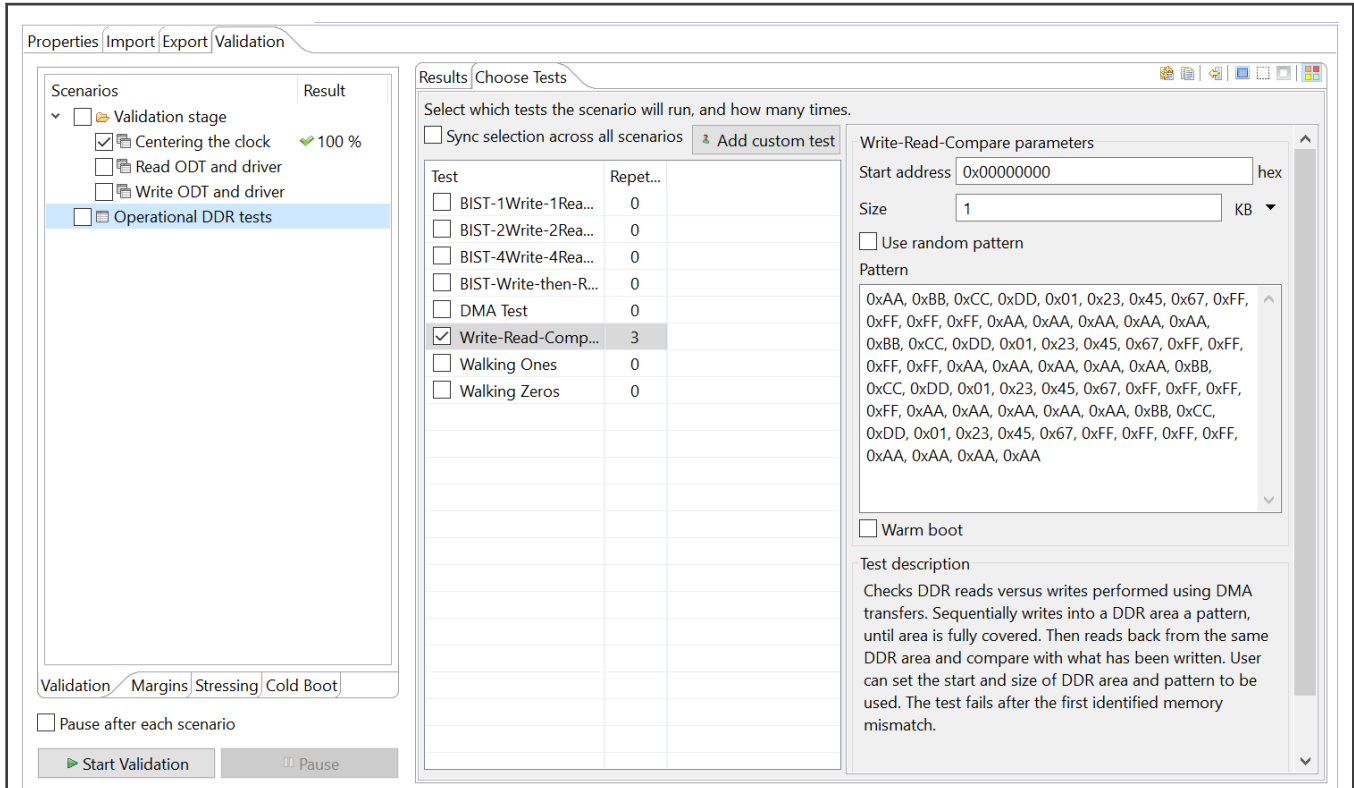 Properties Import Export Validation
Scenarios Result
Validation stage
Centering the clock 100 %
Read ODT and driver
Write ODT and driver
Operational DDR tests
Validation Margins Stressing Cold Boot
Pause after each scenario
Start Validation Pause
Results Choose Tests
Select which tests the scenario will run, and how many times.
Sync selection across all scenarios Add custom test
Test Repet...
BIST-1Write-1Rea... 0
BIST-2Write-2Rea... 0
BIST-4Write-4Rea... 0
BIST-Write-then-R... 0
DMA Test 0
Write-Read-Comp... 3
Walking Ones 0
Walking Zeros 0
Write-Read-Compare parameters
Start address 0x00000000 hex
Size 1 KB
Use random pattern
Pattern
0xAA, 0xBB, 0xCC, 0xDD, 0x01, 0x23, 0x45, 0x67, 0xFF,
0xFF, 0xFF, 0xFF, 0xAA, 0xAA, 0xAA, 0xAA, 0xAA,
0xBB, 0xCC, 0xDD, 0x01, 0x23, 0x45, 0x67, 0xFF, 0xFF,
0xFF, 0xFF, 0xAA, 0xAA, 0xAA, 0xAA, 0xAA, 0xBB,
0xCC, 0xDD, 0x01, 0x23, 0x45, 0x67, 0xFF, 0xFF, 0xFF,
0xFF, 0xAA, 0xAA, 0xAA, 0xAA, 0xAA, 0xBB, 0xCC,
0xDD, 0x01, 0x23, 0x45, 0x67, 0xFF, 0xFF, 0xFF, 0xFF,
0xAA, 0xAA, 0xAA, 0xAA
Warm boot
Test description
Checks DDR reads versus writes performed using DMA
transfers. Sequentially writes into a DDR area a pattern,
until area is fully covered. Then reads back from the same
DDR area and compare with what has been written. User
can set the start and size of DDR area and pattern to be
used. The test fails after the first identified memory
mismatch.